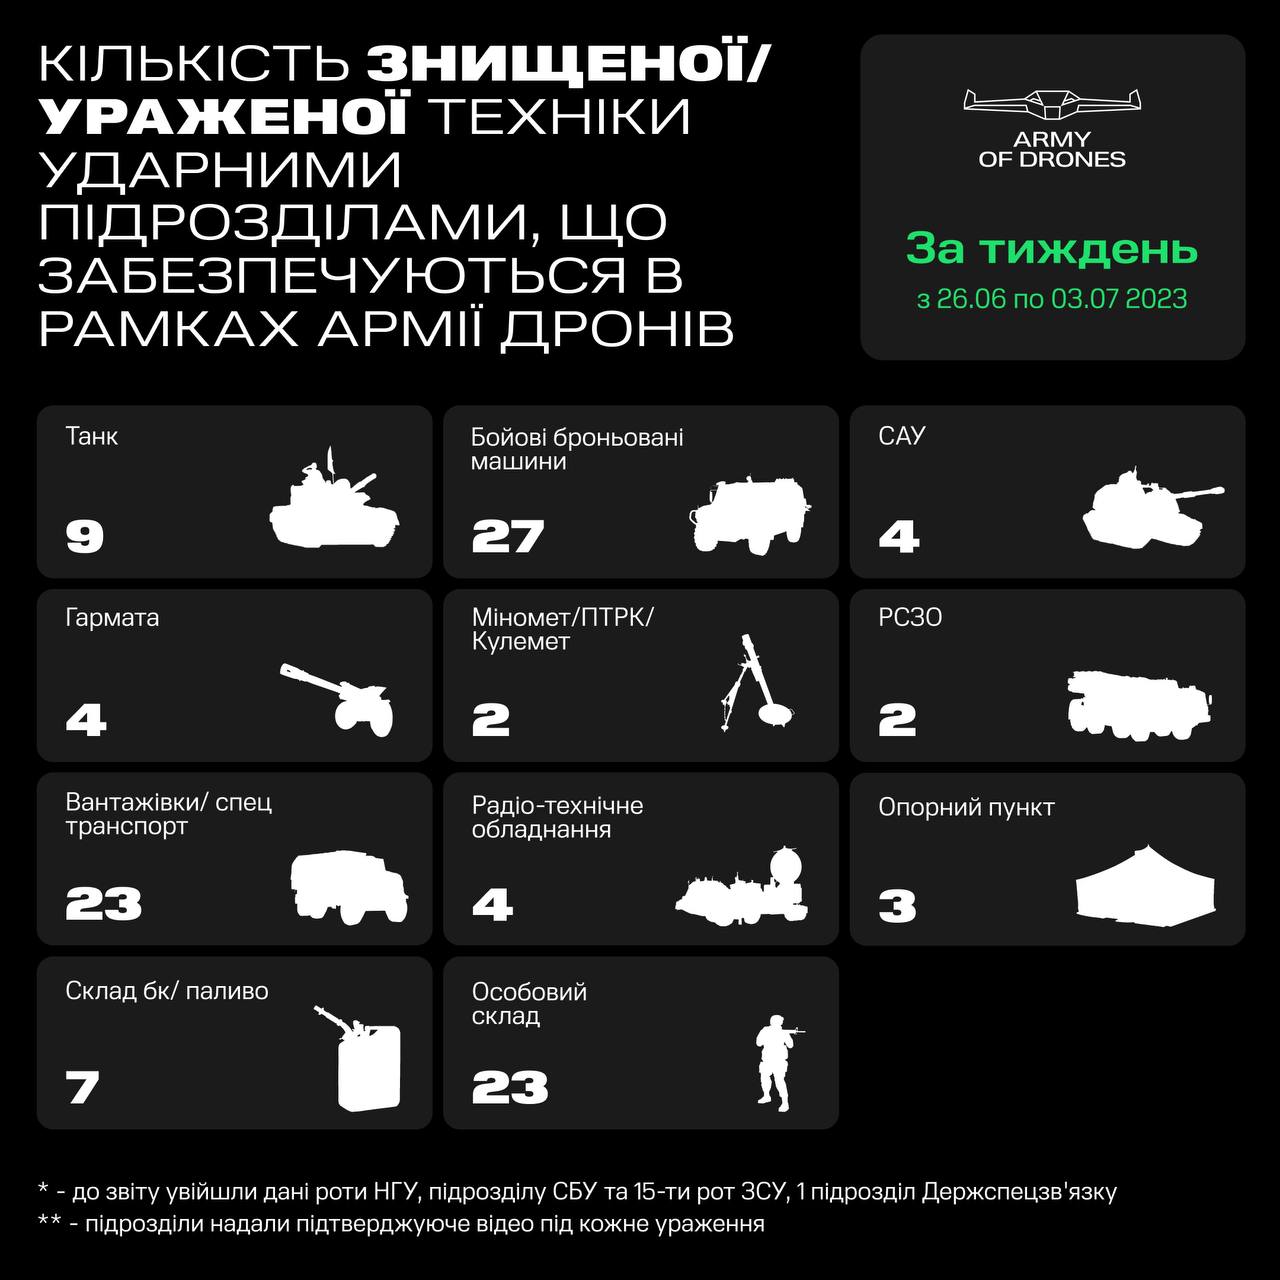 КІЛЬКІСТЬ ЗНИЩЕНОЇ/
УРАЖЕНОЇ ТЕХНІКИ
УДАРНИМИ
ПІДРОЗДІЛАМИ, ЩО
ЗАБЕЗПЕЧУЮТЬСЯ В
РАМКАХ АРМІЇ ДРОНІВ
ARMY
OF DRONES
За тиждень
з 26.06 по 03.07 2023
Танк
9
Бойові броньовані
машини
27
САУ
4
Гармата
4
Міномет/ПТРК/
Кулемет
2
РСЗО
2
Вантажівки/ спец
транспорт
23
Радіо-технічне
обладнання
4
Опорний пункт
3
Склад бк/ паливо
7
Особовий
склад
23
* - до звіту увійшли дані роти НГУ, підрозділу СБУ та 15-ти рот ЗСУ, 1 підрозділ Держспецзв'язку
** - підрозділи надали підтверджуюче відео під кожне ураження